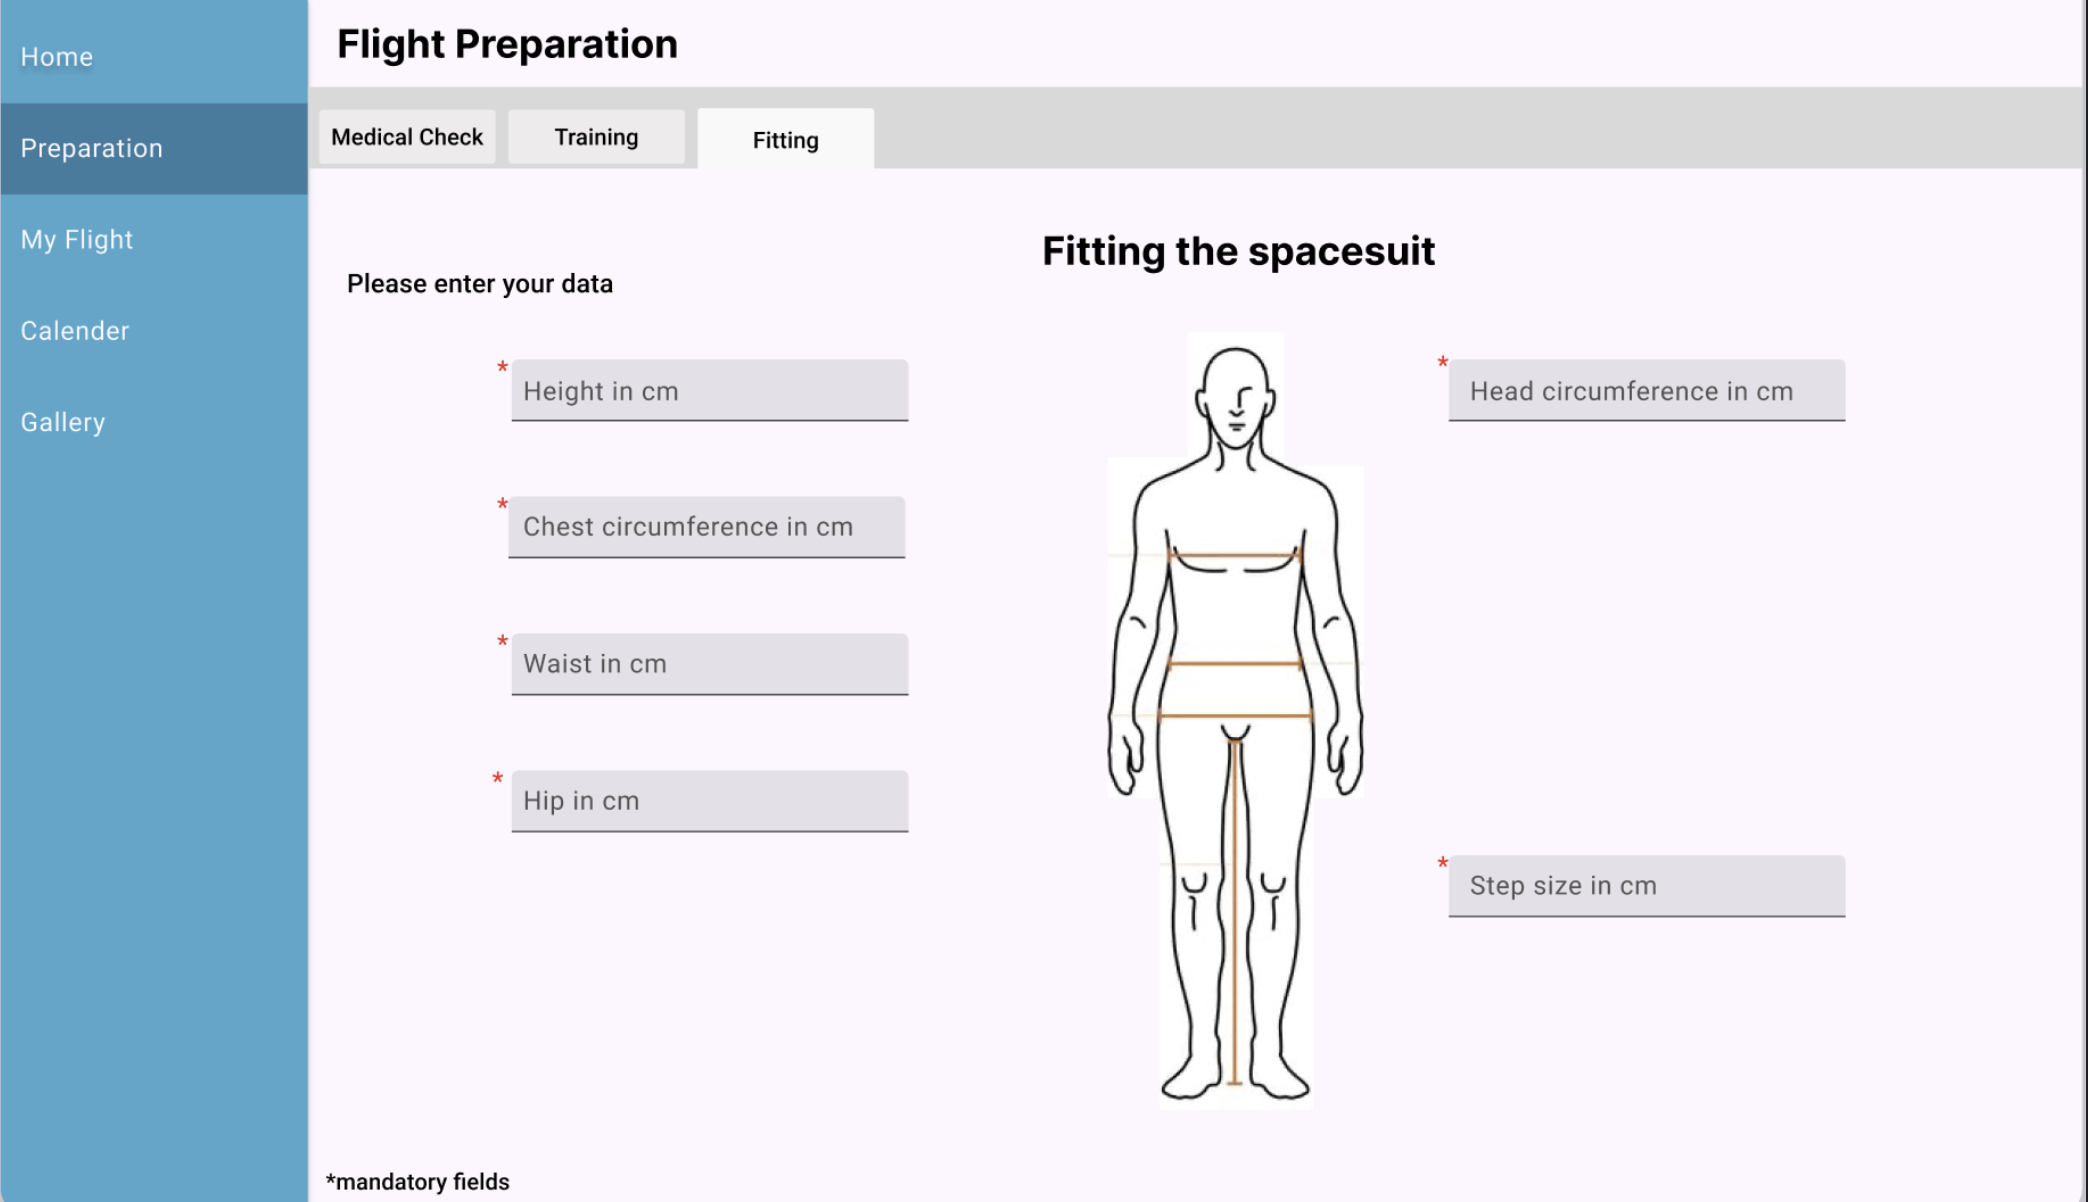 Home
Preparation
My Flight
Calender
Gallery
Flight Preparation
Medical Check
Training
Fitting
Fitting the spacesuit
Please enter your data
* Height in cm
* Chest circumference in cm
* Waist in cm
* Hip in cm
* Head circumference in cm
* Step size in cm
*mandatory fields